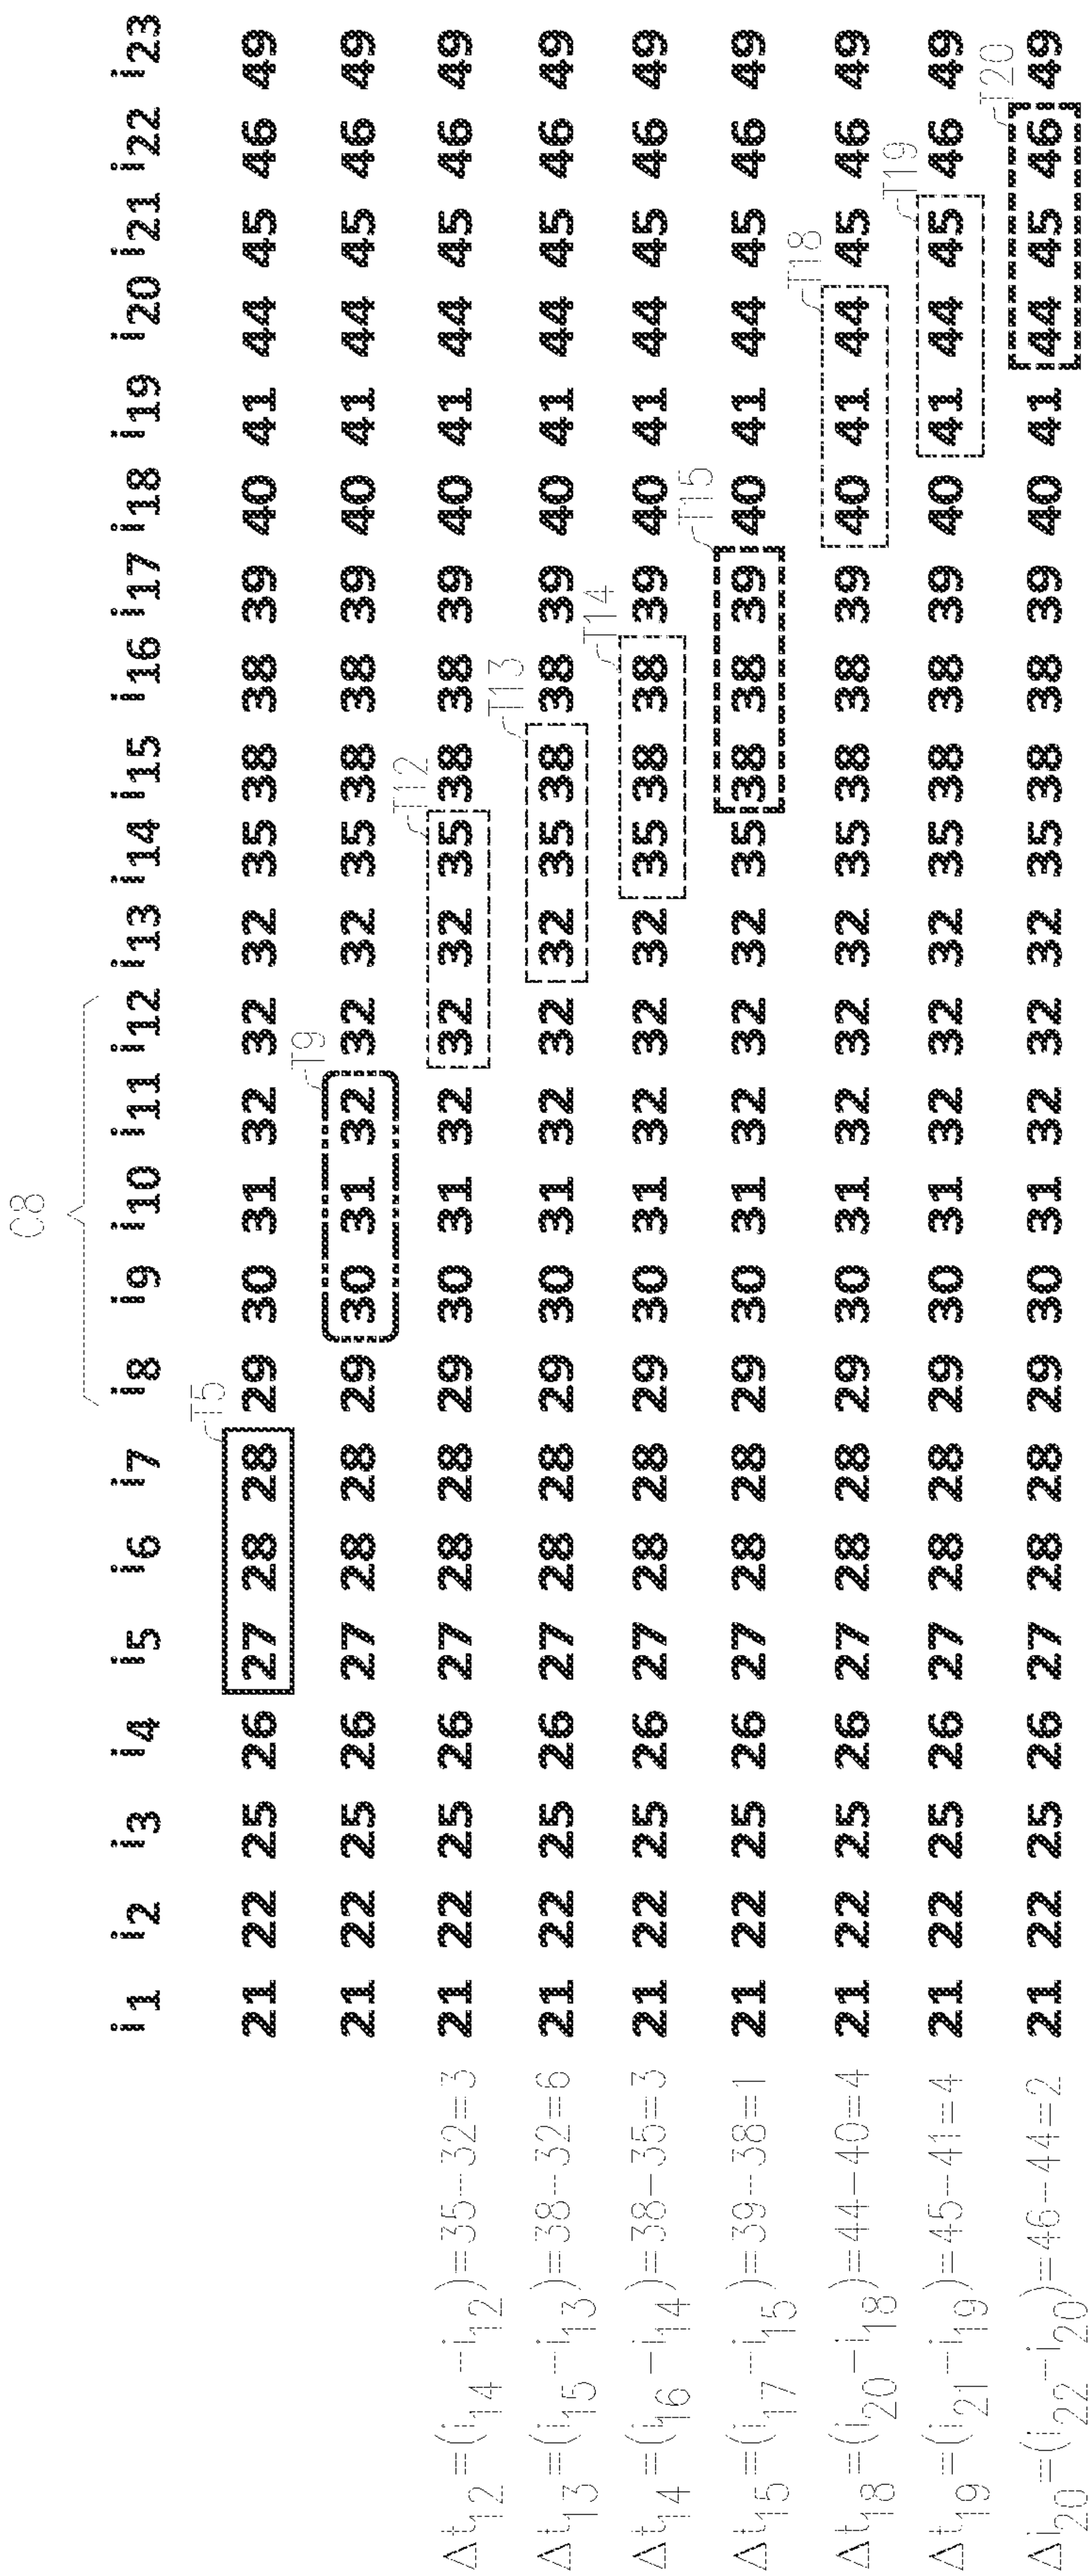 C8
i1 i2 i3 i4 i5 i6 i7 i8 i9 i10 i11 i12 i13 i14 i15 i16 i17 i18 i19 i20 i21 i22 i23
T5
21 22 25 26 27 28 28 29 30 31 32 32 32 35 38 38 39 40 41 44 45 46 49
T9
21 22 25 26 27 28 28 29 30 31 32 32 32 35 38 38 39 40 41 44 45 46 49
T12
Δt12=(i14-i12)=35-32=3 21 22 25 26 27 28 28 29 30 31 32 32 32 35 38 38 39 40 41 44 45 46 49
T13
Δt13=(i15-i13)=38-32=6 21 22 25 26 27 28 28 29 30 31 32 32 32 35 38 38 39 40 41 44 45 46 49
T14
Δt14=(i16-i14)=38-35=3 21 22 25 26 27 28 28 29 30 31 32 32 32 35 38 38 39 40 41 44 45 46 49
T15
Δt15=(i17-i15)=39-38=1 21 22 25 26 27 28 28 29 30 31 32 32 32 35 38 38 39 40 41 44 45 46 49
T18
Δt18=(i20-i18)=44-40=4 21 22 25 26 27 28 28 29 30 31 32 32 32 35 38 38 39 40 41 44 45 46 49
T19
Δt19=(i21-i19)=45-41=4 21 22 25 26 27 28 28 29 30 31 32 32 32 35 38 38 39 40 41 44 45 46 49
T20
Δi20=(i22-i20)=46-44=2 21 22 25 26 27 28 28 29 30 31 32 32 32 35 38 38 39 40 41 44 45 46 49